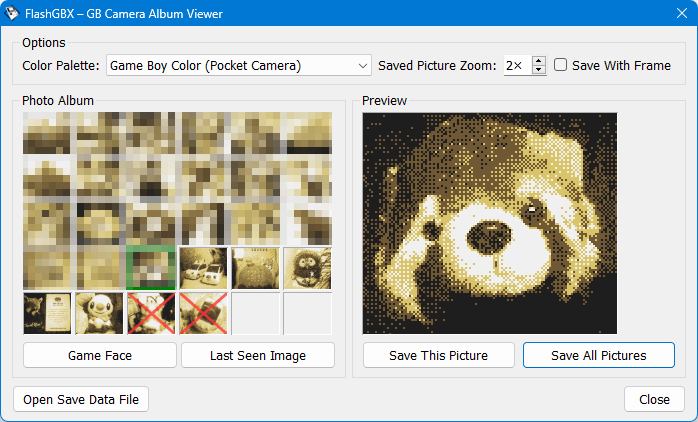 FlashGBX – GB Camera Album Viewer
Options
Color Palette: Game Boy Color (Pocket Camera) Saved Picture Zoom: 2× Save With Frame
Photo Album Preview
Game Face Last Seen Image Save This Picture Save All Pictures
Open Save Data File Close